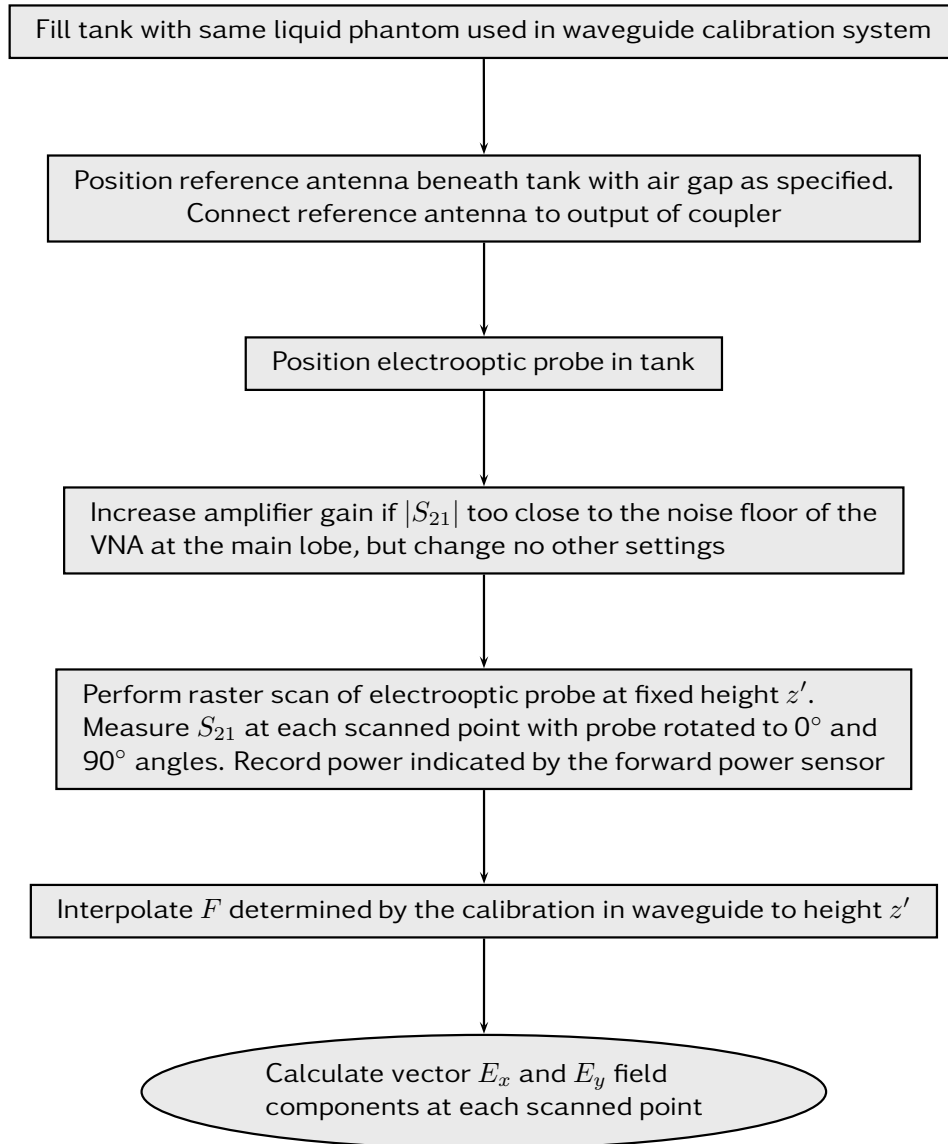 Fill tank with same liquid phantom used in waveguide calibration system
Position reference antenna beneath tank with air gap as specified.
Connect reference antenna to output of coupler
Position electrooptic probe in tank
Increase amplifier gain if |S₂₁| too close to the noise floor of the
VNA at the main lobe, but change no other settings
Perform raster scan of electrooptic probe at fixed height z′.
Measure S₂₁ at each scanned point with probe rotated to 0° and
90° angles. Record power indicated by the forward power sensor
Interpolate F determined by the calibration in waveguide to height z′
Calculate vector Eₓ and E_y field
components at each scanned point